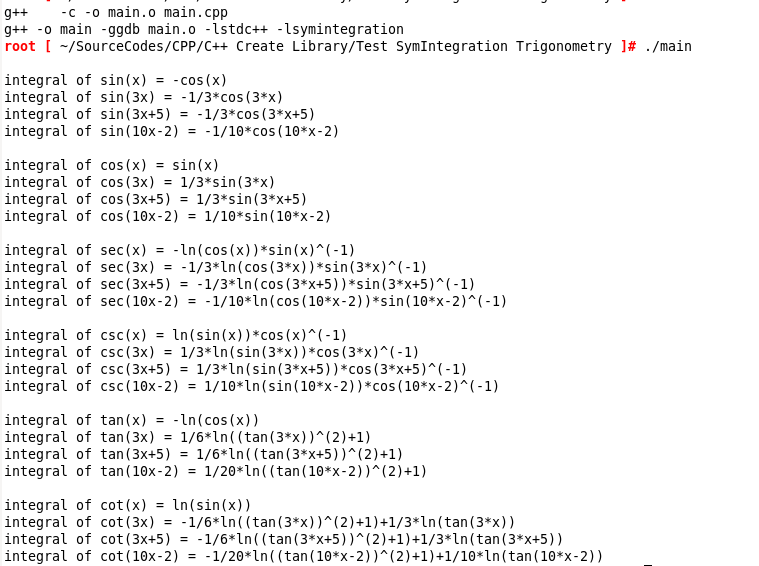 g++    -c -o main.o main.cpp
g++ -o main -ggdb main.o -lstdc++ -lsymintegration
root [ ~/SourceCodes/CPP/C++ Create Library/Test SymIntegration Trigonometry ]# ./main
integral of sin(x) = -cos(x)
integral of sin(3x) = -1/3*cos(3*x)
integral of sin(3x+5) = -1/3*cos(3*x+5)
integral of sin(10x-2) = -1/10*cos(10*x-2)
integral of cos(x) = sin(x)
integral of cos(3x) = 1/3*sin(3*x)
integral of cos(3x+5) = 1/3*sin(3*x+5)
integral of cos(10x-2) = 1/10*sin(10*x-2)
integral of sec(x) = -ln(cos(x))*sin(x)^(-1)
integral of sec(3x) = -1/3*ln(cos(3*x))*sin(3*x)^(-1)
integral of sec(3x+5) = -1/3*ln(cos(3*x+5))*sin(3*x+5)^(-1)
integral of sec(10x-2) = -1/10*ln(cos(10*x-2))*sin(10*x-2)^(-1)
integral of csc(x) = ln(sin(x))*cos(x)^(-1)
integral of csc(3x) = 1/3*ln(sin(3*x))*cos(3*x)^(-1)
integral of csc(3x+5) = 1/3*ln(sin(3*x+5))*cos(3*x+5)^(-1)
integral of csc(10x-2) = 1/10*ln(sin(10*x-2))*cos(10*x-2)^(-1)
integral of tan(x) = -ln(cos(x))
integral of tan(3x) = 1/6*ln((tan(3*x))^(2)+1)
integral of tan(3x+5) = 1/6*ln((tan(3*x+5))^(2)+1)
integral of tan(10x-2) = 1/20*ln((tan(10*x-2))^(2)+1)
integral of cot(x) = ln(sin(x))
integral of cot(3x) = -1/6*ln((tan(3*x))^(2)+1)+1/3*ln(tan(3*x))
integral of cot(3x+5) = -1/6*ln((tan(3*x+5))^(2)+1)+1/3*ln(tan(3*x+5))
integral of cot(10x-2) = -1/20*ln((tan(10*x-2))^(2)+1)+1/10*ln(tan(10*x-2))